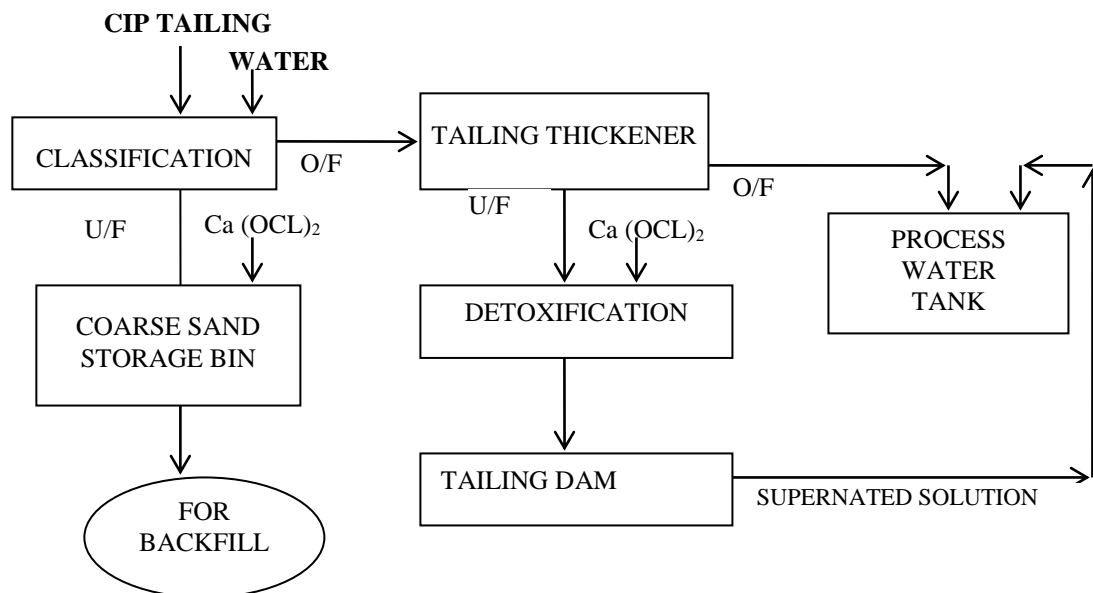 CIP TAILING
WATER
CLASSIFICATION
O/F
TAILING THICKENER
O/F
U/F
Ca (OCL)₂
U/F
Ca (OCL)₂
PROCESS
WATER
TANK
COARSE SAND
STORAGE BIN
DETOXIFICATION
TAILING DAM
SUPERNATED SOLUTION
FOR
BACKFILL